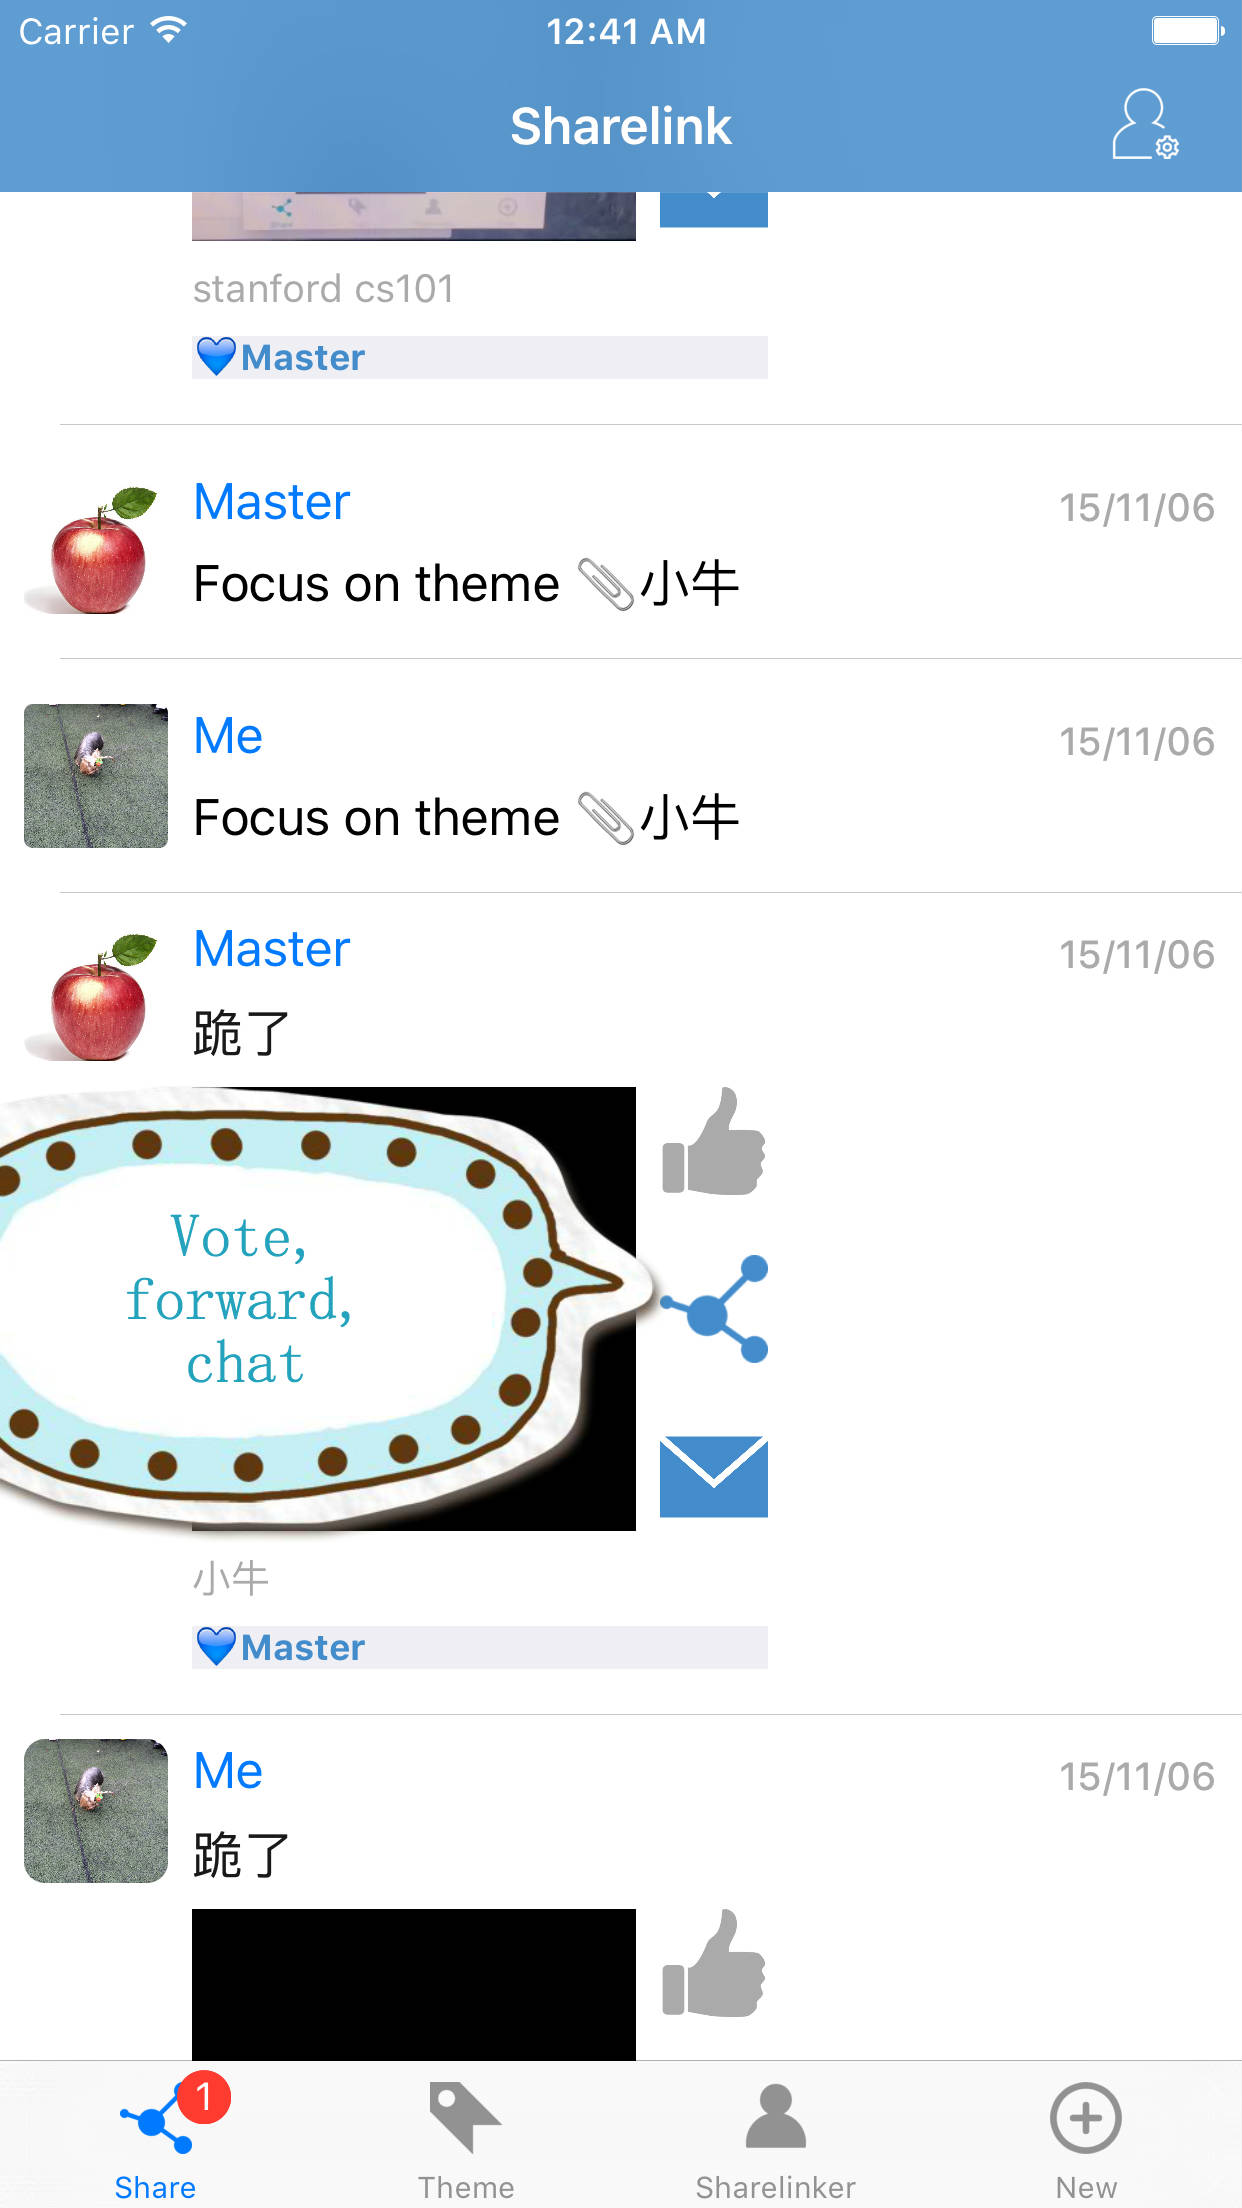 Carrier 12:41 AM
Sharelink
stanford cs101
💙Master
Master 15/11/06
Focus on theme 📎小牛
Me 15/11/06
Focus on theme 📎小牛
Master 15/11/06
跪了
Vote,
forward,
chat
小牛
💙Master
Me 15/11/06
跪了
1
Share Theme Sharelinker New